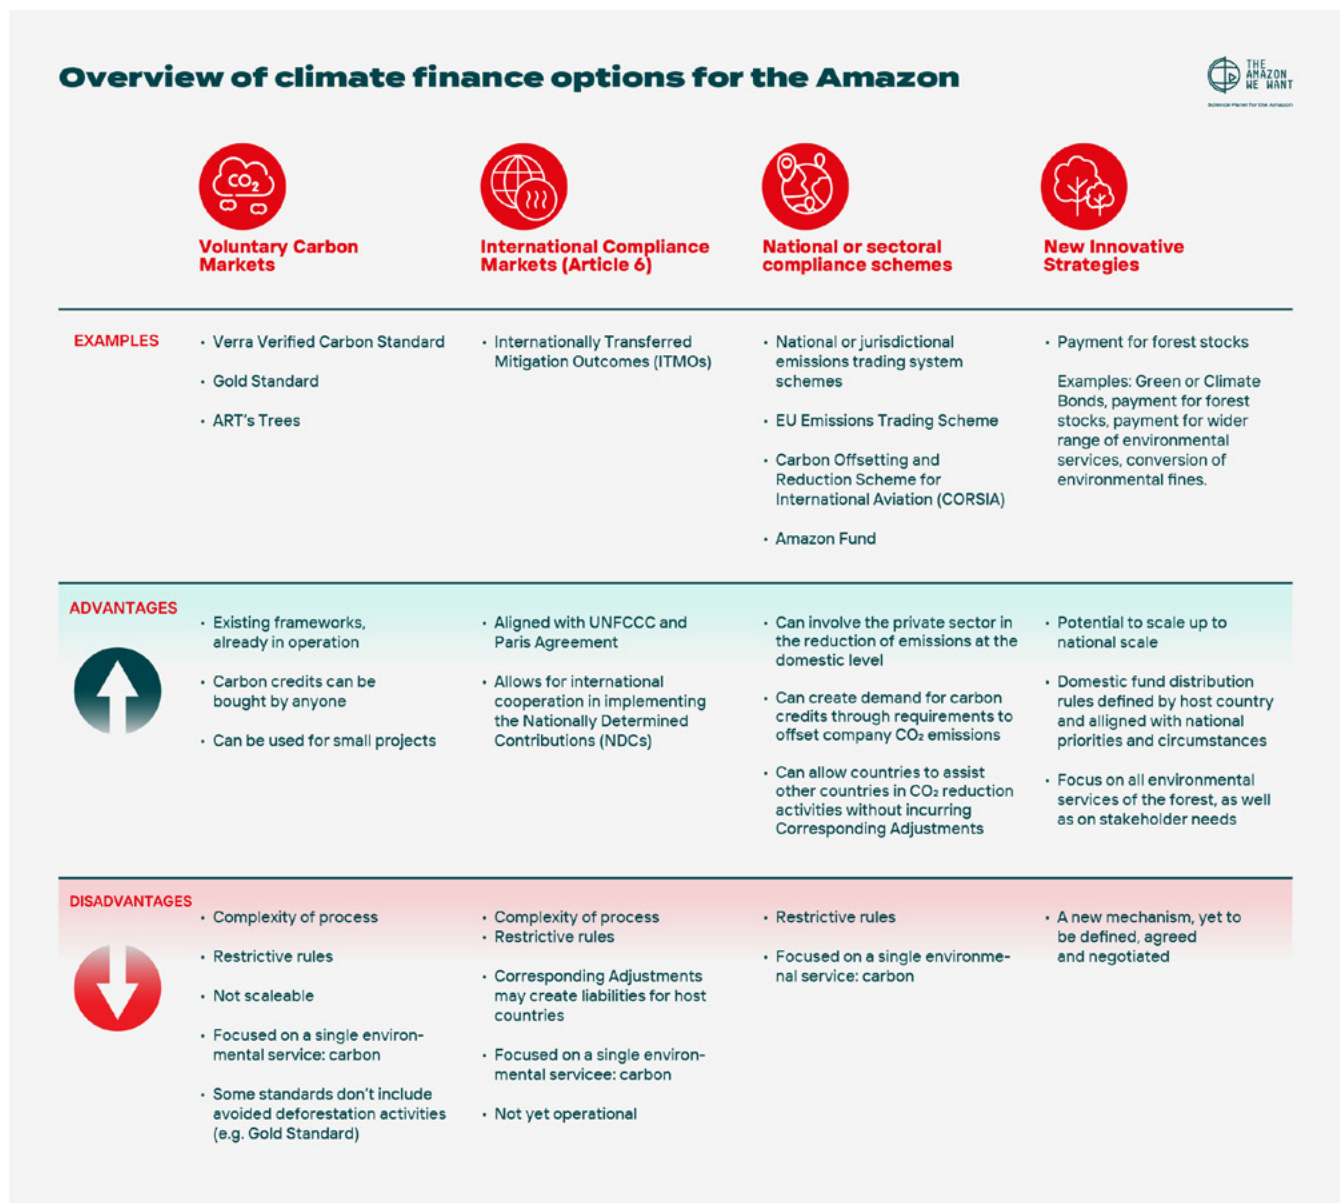 Overview of climate finance options for the Amazon
THE
AMAZON
WE WANT
Science Panel for the Amazon
CO₂
Voluntary Carbon
Markets
International Compliance
Markets (Article 6)
National or sectoral
compliance schemes
New Innovative
Strategies
EXAMPLES
• Verra Verified Carbon Standard
• Gold Standard
• ART's Trees
• Internationally Transferred
Mitigation Outcomes (ITMOs)
• National or jurisdictional
emissions trading system
schemes
• EU Emissions Trading Scheme
• Carbon Offsetting and
Reduction Scheme for
International Aviation (CORSIA)
• Amazon Fund
• Payment for forest stocks
Examples: Green or Climate
Bonds, payment for forest
stocks, payment for wider
range of environmental
services, conversion of
environmental fines.
ADVANTAGES
• Existing frameworks,
already in operation
• Carbon credits can be
bought by anyone
• Can be used for small projects
• Aligned with UNFCCC and
Paris Agreement
• Allows for international
cooperation in implementing
the Nationally Determined
Contributions (NDCs)
• Can involve the private sector in
the reduction of emissions at the
domestic level
• Can create demand for carbon
credits through requirements to
offset company CO₂ emissions
• Can allow countries to assist
other countries in CO₂ reduction
activities without incurring
Corresponding Adjustments
• Potential to scale up to
national scale
• Domestic fund distribution
rules defined by host country
and alligned with national
priorities and circumstances
• Focus on all environmental
services of the forest, as well
as on stakeholder needs
DISADVANTAGES
• Complexity of process
• Restrictive rules
• Not scaleable
• Focused on a single environ-
mental service: carbon
• Some standards don't include
avoided deforestation activities
(e.g. Gold Standard)
• Complexity of process
• Restrictive rules
• Corresponding Adjustments
may create liabilities for host
countries
• Focused on a single environ-
mental servicee: carbon
• Not yet operational
• Restrictive rules
• Focused on a single environme-
nal service: carbon
• A new mechanism, yet to
be defined, agreed
and negotiated